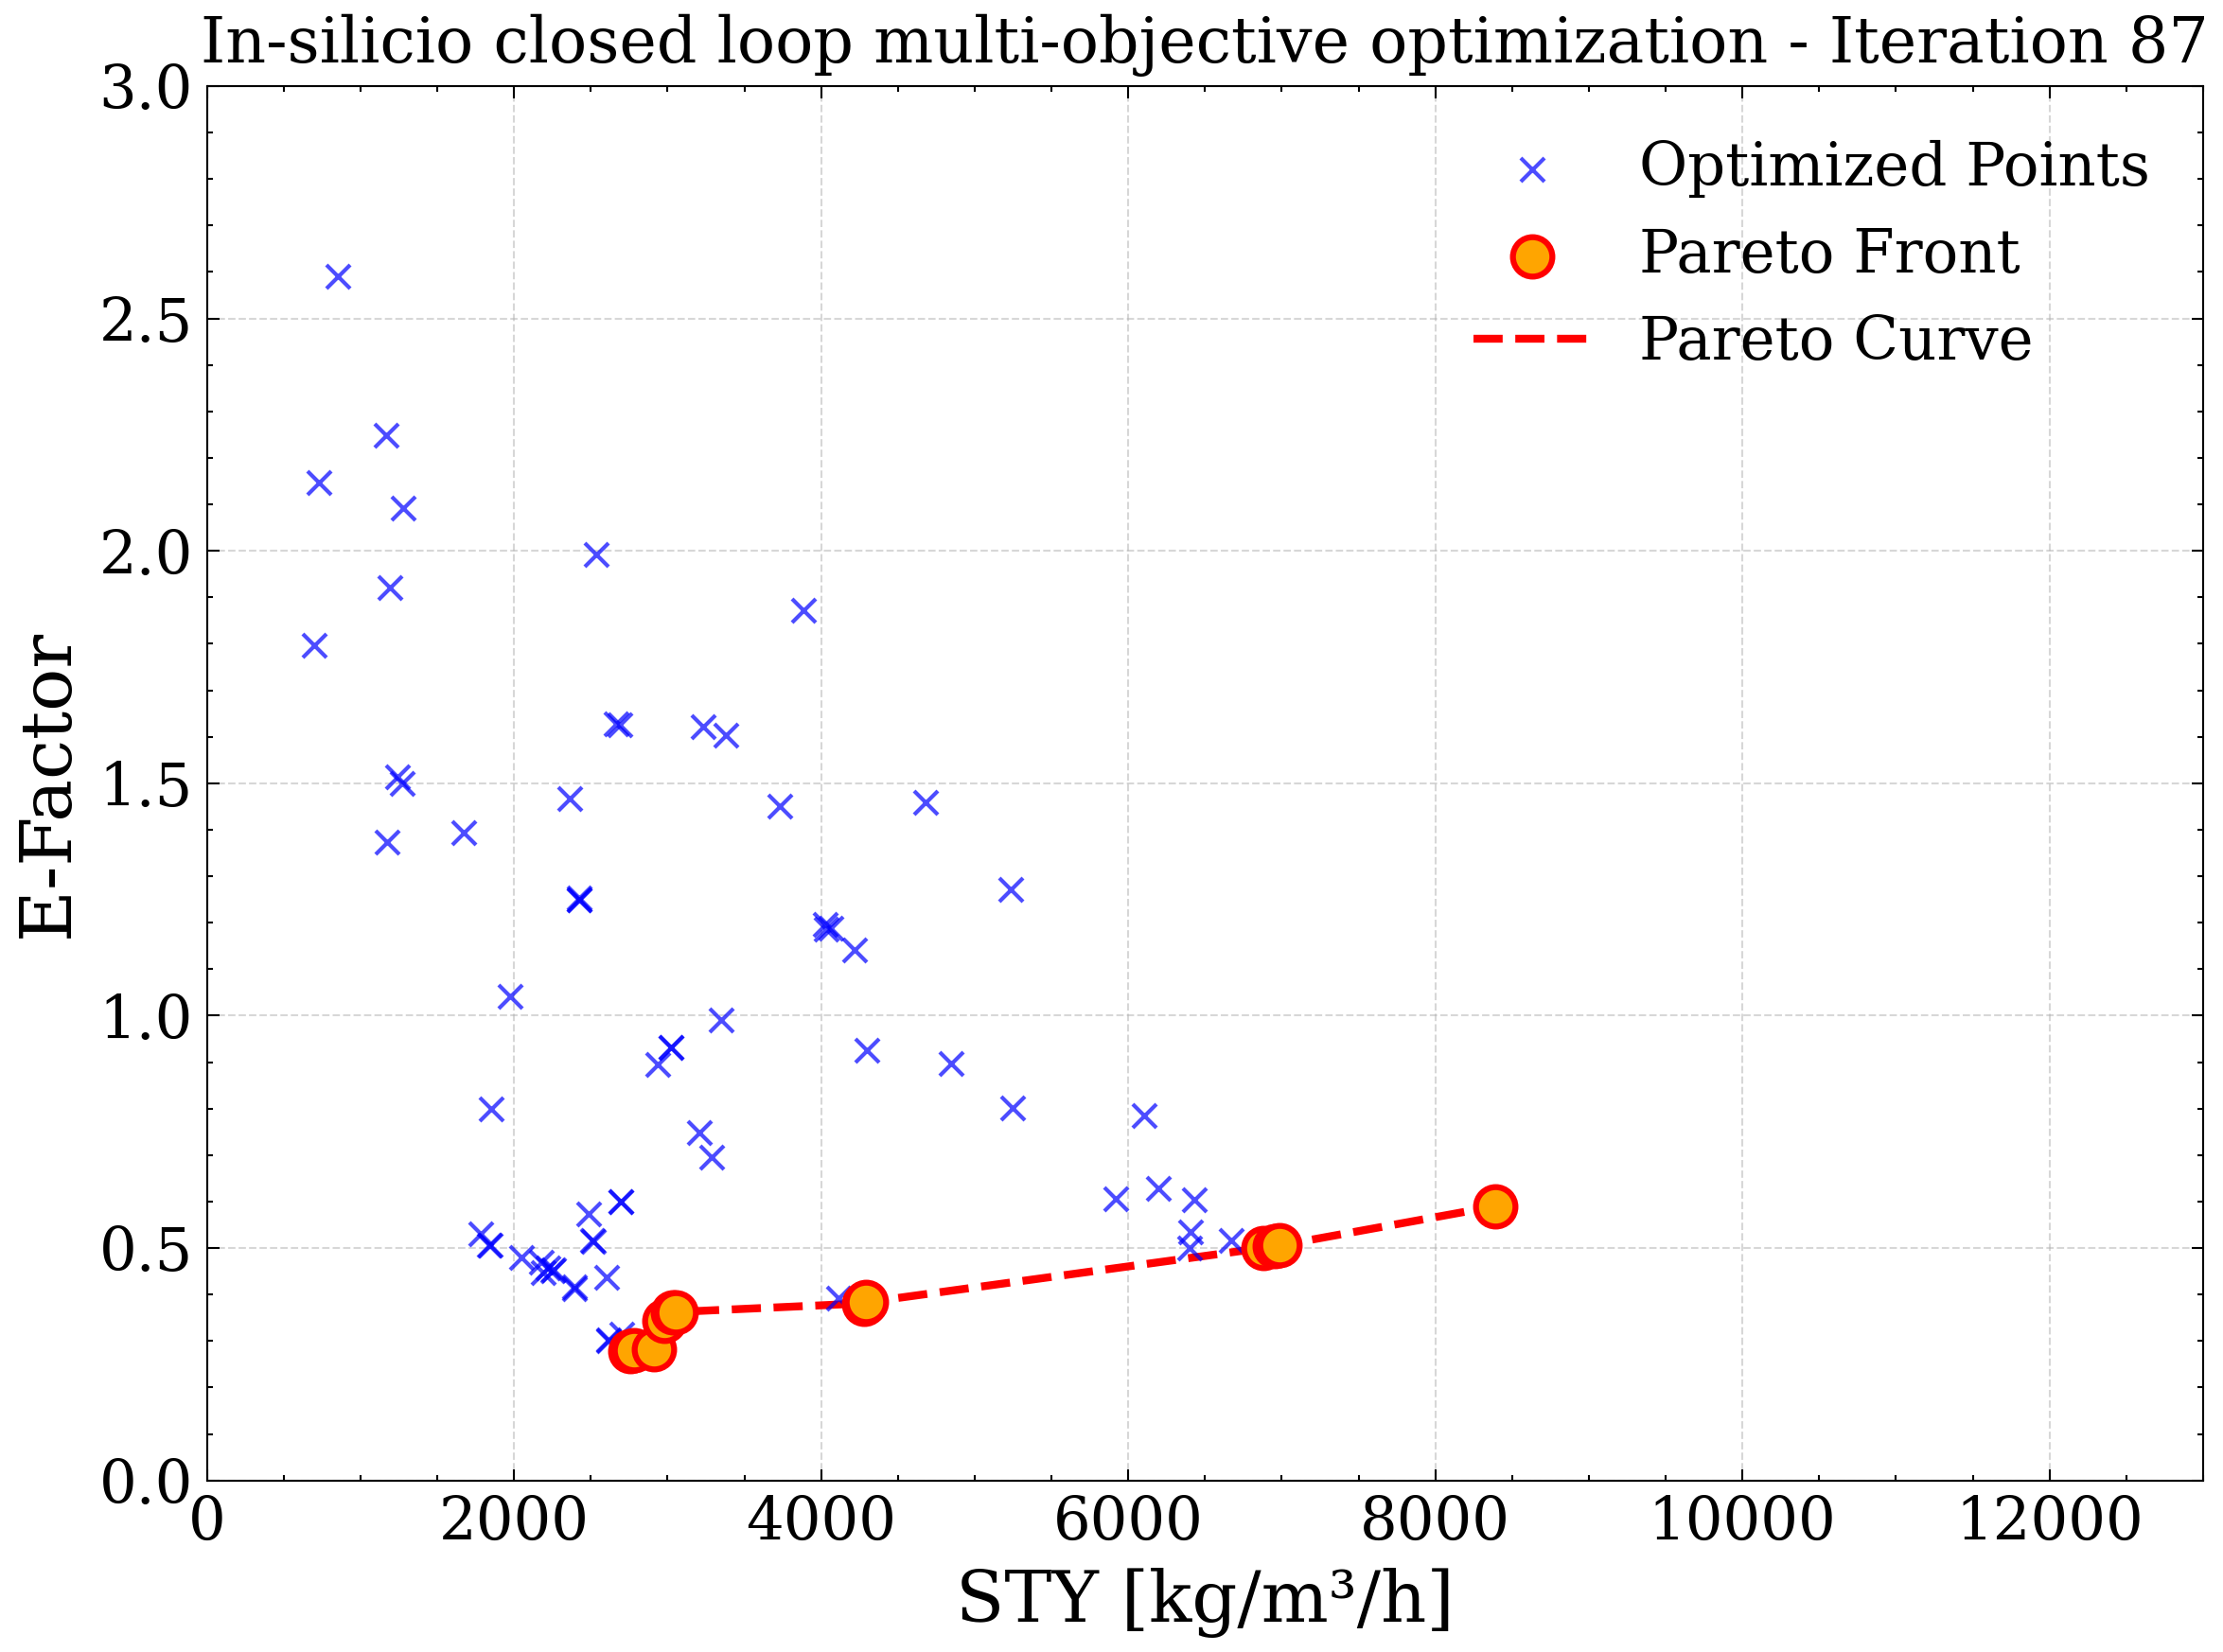 In-silicio closed loop multi-objective optimization - Iteration 87
3.0
2.5
2.0
1.5
1.0
0.5
0.0
E-Factor
Optimized Points
Pareto Front
Pareto Curve
0 2000 4000 6000 8000 10000 12000
STY [kg/m³/h]